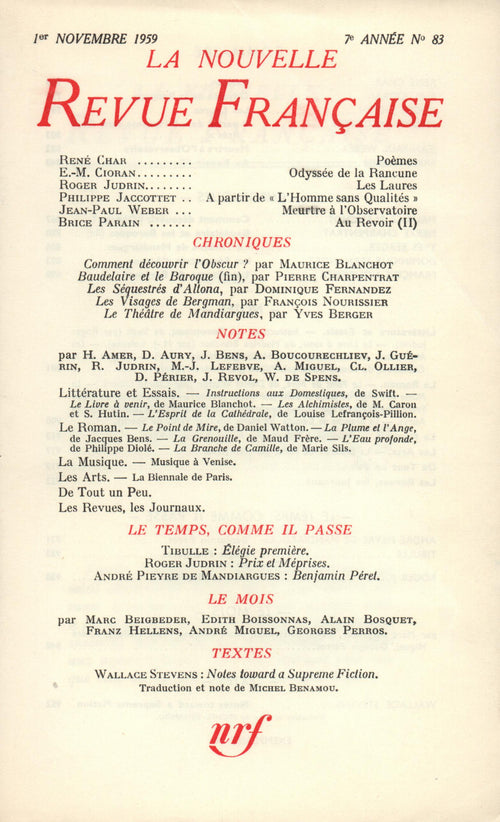 1er NOVEMBRE 1959 7e ANNÉE No 83
LA NOUVELLE
REVUE FRANÇAISE
RENÉ CHAR ......... Poèmes
E.-M. CIORAN......... Odyssée de la Rancune
ROGER JUDRIN....... Les Laures
PHILIPPE JACCOTTET .. A partir de « L'Homme sans Qualités »
JEAN-PAUL WEBER ... Meurtre à l'Observatoire
BRICE PARAIN ....... Au Revoir (II)
CHRONIQUES
Comment découvrir l'Obscur ? par MAURICE BLANCHOT
Baudelaire et le Baroque (fin), par PIERRE CHARPENTRAT
Les Séquestrés d'Altona, par DOMINIQUE FERNANDEZ
Les Visages de Bergman, par FRANÇOIS NOURISSIER
Le Théâtre de Mandiargues, par YVES BERGER
NOTES
par H. AMER, D. AURY, J. BENS, A. BOUCOURECHLIEV, J. GUÉ-
RIN, R. JUDRIN, M.-J. LEFEBVE, A. MIGUEL, CL. OLLIER,
D. PÉRIER, J. REVOL, W. DE SPENS.
Littérature et Essais. — Instructions aux Domestiques, de Swift. —
Le Livre à venir, de Maurice Blanchot. — Les Alchimistes, de M. Caron
et S. Hutin. — L'Esprit de la Cathédrale, de Louise Lefrançois-Pillion.
Le Roman. — Le Point de Mire, de Daniel Watton. — La Plume et l'Ange,
de Jacques Bens. — La Grenouille, de Maud Frère. — L'Eau profonde,
de Philippe Diolé. — La Branche de Camille, de Marie Sils.
La Musique. — Musique à Venise.
Les Arts. — La Biennale de Paris.
De Tout un Peu.
Les Revues, les Journaux.
LE TEMPS, COMME IL PASSE
TIBULLE : Élégie première.
ROGER JUDRIN : Prix et Méprises.
ANDRÉ PIEYRE DE MANDIARGUES : Benjamin Péret.
LE MOIS
par MARC BEIGBEDER, EDITH BOISSONNAS, ALAIN BOSQUET,
FRANZ HELLENS, ANDRÉ MIGUEL, GEORGES PERROS.
TEXTES
WALLACE STEVENS : Notes toward a Supreme Fiction.
Traduction et note de MICHEL BENAMOU.
nrf